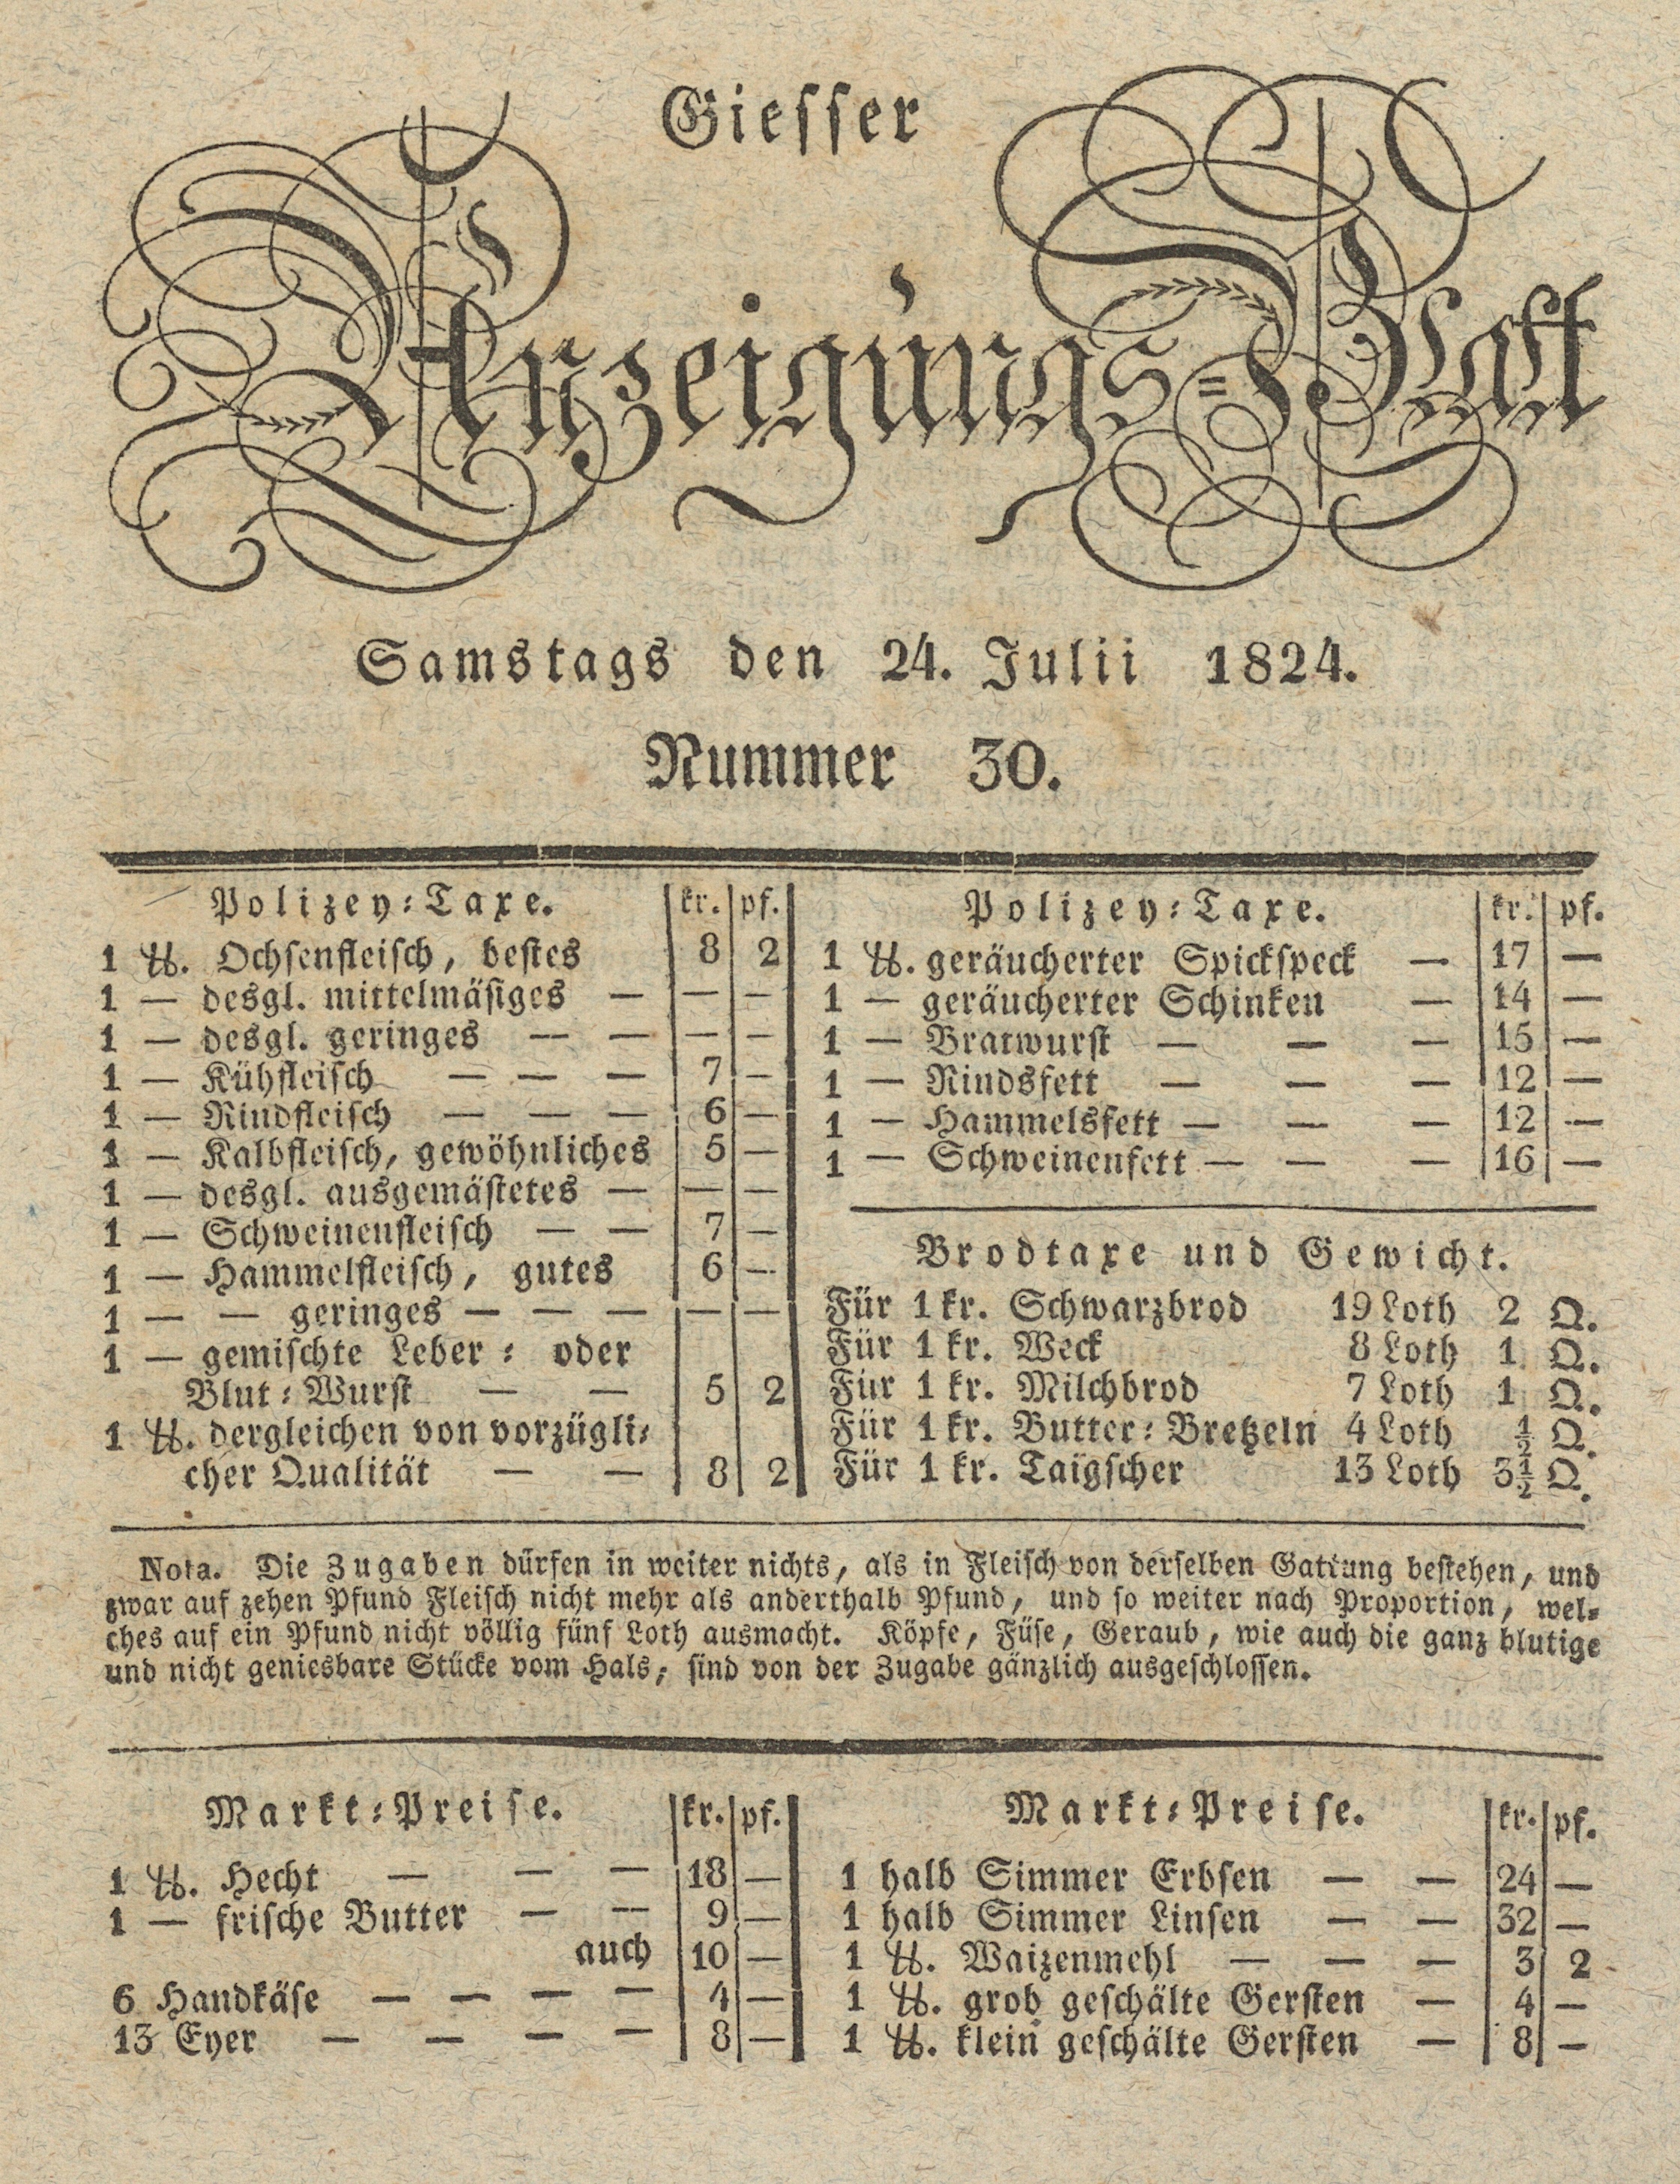 Giesser
Anzeigungs=Blatt
Samstags den 24. Julii 1824.
Nummer 30.
Polizey=Taxe. kr. pf.
1 ℔. Ochsenfleisch, bestes 8 2
1 — desgl. mittelmäsiges — — —
1 — desgl. geringes — — — —
1 — Kühfleisch — — — 7 —
1 — Rindfleisch — — — 6 —
1 — Kalbfleisch, gewöhnliches 5 —
1 — desgl. ausgemästetes — — —
1 — Schweinenfleisch — — 7 —
1 — Hammelfleisch, gutes 6 —
1 — — geringes — — — — —
1 — gemischte Leber= oder
Blut=Wurst — — 5 2
1 ℔. dergleichen von vorzügli=
cher Qualität — — 8 2
Polizey=Taxe. kr. pf.
1 ℔. geräucherter Spickspeck — 17 —
1 — geräucherter Schinken — 14 —
1 — Bratwurst — — — 15 —
1 — Rindsfett — — — 12 —
1 — Hammelsfett — — — 12 —
1 — Schweinenfett — — — 16 —
Brodtaxe und Gewicht.
Für 1 kr. Schwarzbrod 19 Loth 2 Q.
Für 1 kr. Weck 8 Loth 1 Q.
Für 1 kr. Milchbrod 7 Loth 1 Q.
Für 1 kr. Butter=Bretzeln 4 Loth ½ Q.
Für 1 kr. Taigscher 13 Loth 3½ Q.
Nota. Die Zugaben dürfen in weiter nichts, als in Fleisch von derselben Gattung bestehen, und
zwar auf zehen Pfund Fleisch nicht mehr als anderthalb Pfund, und so weiter nach Proportion, wel=
ches auf ein Pfund nicht völlig fünf Loth ausmacht. Köpfe, Füse, Geraub, wie auch die ganz blutige
und nicht geniesbare Stücke vom Hals, sind von der Zugabe gänzlich ausgeschlossen.
Markt=Preise. kr. pf.
1 ℔. Hecht — — — 18 —
1 — frische Butter — — 9 —
auch 10 —
6 Handkäse — — — — 4 —
13 Eyer — — — — 8 —
Markt=Preise. kr. pf.
1 halb Simmer Erbsen — — 24 —
1 halb Simmer Linsen — — 32 —
1 ℔. Waizenmehl — — — 3 2
1 ℔. grob geschälte Gersten — 4 —
1 ℔. klein geschälte Gersten — 8 —